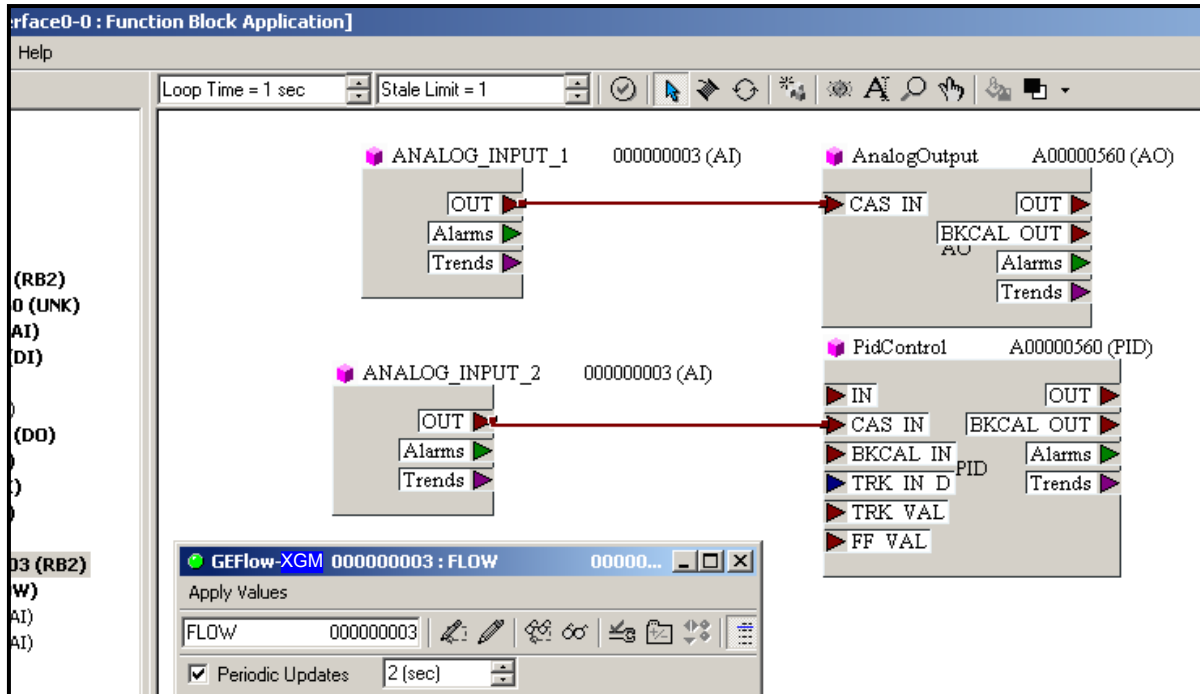 rface0-0 : Function Block Application]
Help
Loop Time = 1 sec
Stale Limit = 1
(RB2)
0 (UNK)
AI)
(DI)
)
(DO)
)
)
)
03 (RB2)
W)
AI)
AI)
ANALOG_INPUT_1 000000003 (AI)
OUT
Alarms
Trends
AnalogOutput A00000560 (AO)
CAS IN
OUT
BKCAL OUT
AO
Alarms
Trends
ANALOG_INPUT_2 000000003 (AI)
OUT
Alarms
Trends
PidControl A00000560 (PID)
IN
CAS IN
BKCAL IN
TRK IN D
TRK VAL
FF VAL
PID
OUT
BKCAL OUT
Alarms
Trends
GEFlow-XGM 000000003 : FLOW 00000...
Apply Values
FLOW 000000003
Periodic Updates 2 (sec)